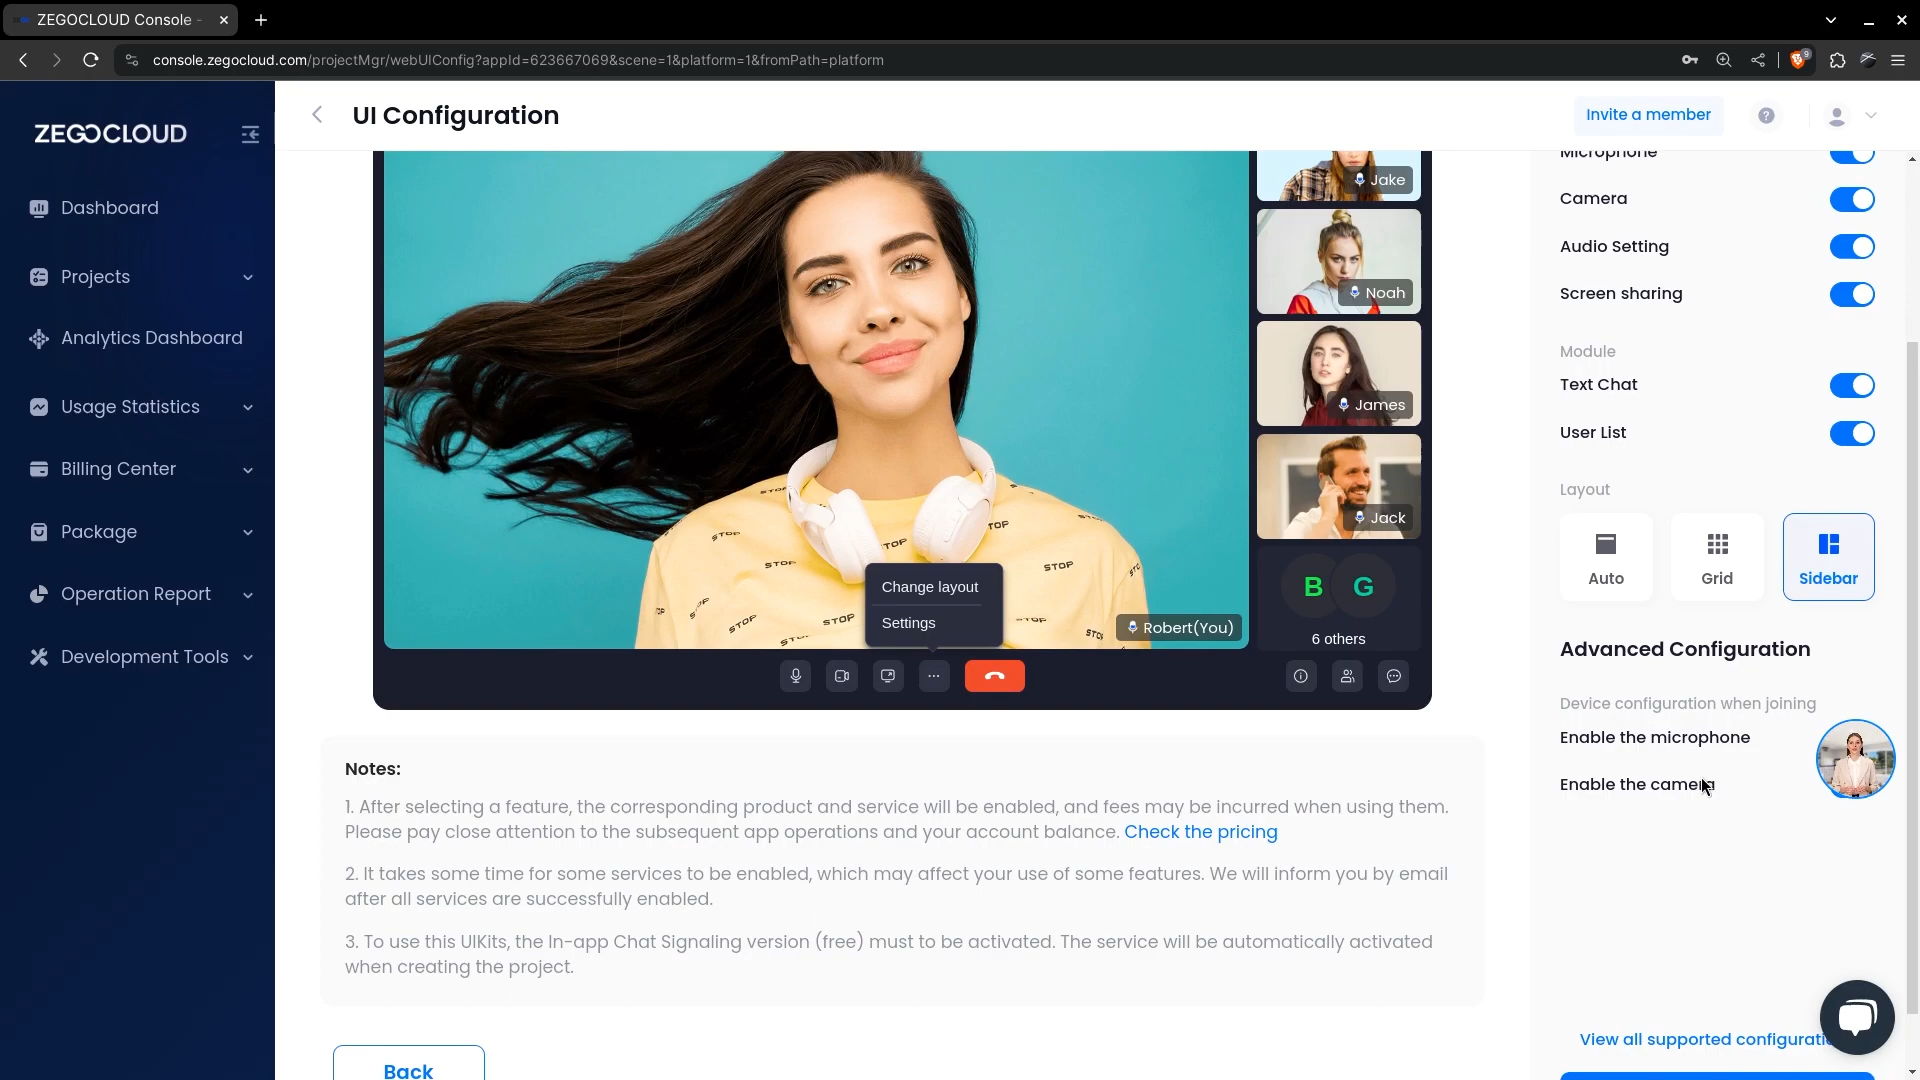 ZEGOCLOUD Console -
console.zegocloud.com/projectMgr/webUIConfig?appId=623667069&scene=1&platform=1&fromPath=platform
9
ZEGOCLOUD
UI Configuration
Invite a member
Dashboard
Projects
Analytics Dashboard
Usage Statistics
Billing Center
Package
Operation Report
Development Tools
Jake
Noah
James
Jack
B G
6 others
STOP
Change layout
Settings
Robert(You)
Notes:
1. After selecting a feature, the corresponding product and service will be enabled, and fees may be incurred when using them.
Please pay close attention to the subsequent app operations and your account balance. Check the pricing
2. It takes some time for some services to be enabled, which may affect your use of some features. We will inform you by email
after all services are successfully enabled.
3. To use this UIKits, the In-app Chat Signaling version (free) must to be activated. The service will be automatically activated
when creating the project.
Back
Microphone
Camera
Audio Setting
Screen sharing
Module
Text Chat
User List
Layout
Auto
Grid
Sidebar
Advanced Configuration
Device configuration when joining
Enable the microphone
Enable the camera
View all supported configurati